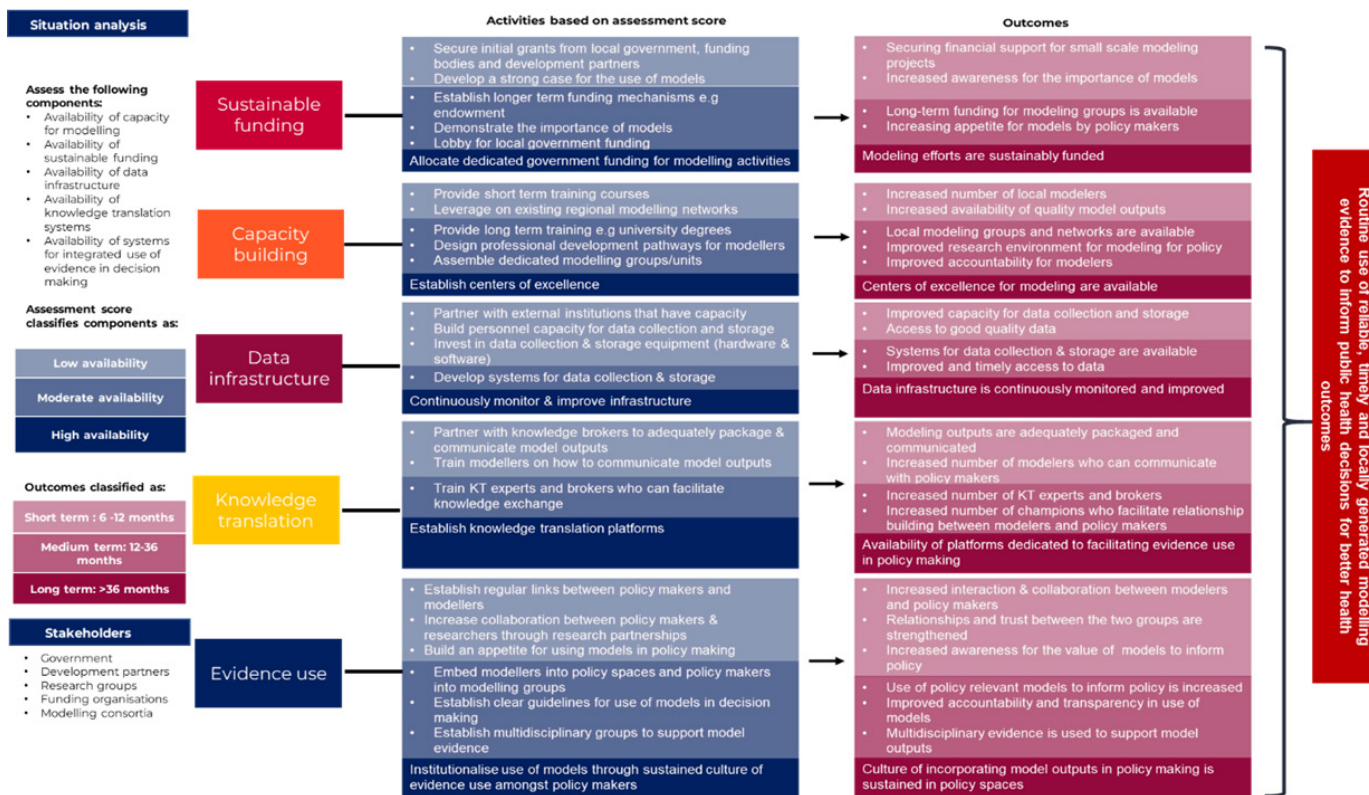 Situation analysis
Assess the following
components:
• Availability of capacity
for modelling
• Availability of
sustainable funding
• Availability of data
infrastructure
• Availability of
knowledge translation
systems
• Availability of systems
for integrated use of
evidence in decision
making
Assessment score
classifies components as:
Low availability
Moderate availability
High availability
Outcomes classified as:
Short term : 6 -12 months
Medium term: 12-36
months
Long term: >36 months
Stakeholders
• Government
• Development partners
• Research groups
• Funding organisations
• Modelling consortia
Activities based on assessment score
Outcomes
Sustainable
funding
• Secure initial grants from local government, funding
bodies and development partners
• Develop a strong case for the use of models
• Establish longer term funding mechanisms e.g
endowment
• Demonstrate the importance of models
• Lobby for local government funding
Allocate dedicated government funding for modelling activities
• Securing financial support for small scale modeling
projects
• Increased awareness for the importance of models
• Long-term funding for modeling groups is available
• Increasing appetite for models by policy makers
Modeling efforts are sustainably funded
Capacity
building
• Provide short term training courses
• Leverage on existing regional modelling networks
• Provide long term training e.g university degrees
• Design professional development pathways for modellers
• Assemble dedicated modelling groups/units
Establish centers of excellence
• Increased number of local modelers
• Increased availability of quality model outputs
• Local modeling groups and networks are available
• Improved research environment for modeling for policy
• Improved accountability for modelers
Centers of excellence for modeling are available
Data
infrastructure
• Partner with external institutions that have capacity
• Build personnel capacity for data collection and storage
• Invest in data collection & storage equipment (hardware &
software)
• Develop systems for data collection & storage
Continuously monitor & improve infrastructure
• Improved capacity for data collection and storage
• Access to good quality data
• Systems for data collection & storage are available
• Improved and timely access to data
Data infrastructure is continuously monitored and improved
Knowledge
translation
• Partner with knowledge brokers to adequately package &
communicate model outputs
• Train modellers on how to communicate model outputs
• Train KT experts and brokers who can facilitate
knowledge exchange
Establish knowledge translation platforms
• Modeling outputs are adequately packaged and
communicated
• Increased number of modelers who can communicate
with policy makers
• Increased number of KT experts and brokers
• Increased number of champions who facilitate relationship
building between modelers and policy makers
Availability of platforms dedicated to facilitating evidence use
in policy making
Evidence use
• Establish regular links between policy makers and
modellers
• Increase collaboration between policy makers &
researchers through research partnerships
• Build an appetite for using models in policy making
• Embed modellers into policy spaces and policy makers
into modelling groups
• Establish clear guidelines for use of models in decision
making
• Establish multidisciplinary groups to support model
evidence
Institutionalise use of models through sustained culture of
evidence use amongst policy makers
• Increased interaction & collaboration between modelers
and policy makers
• Relationships and trust between the two groups are
strengthened
• Increased awareness for the value of models to inform
policy
• Use of policy relevant models to inform policy is increased
• Improved accountability and transparency in use of
models
• Multidisciplinary evidence is used to support model
outputs
Culture of incorporating model outputs in policy making is
sustained in policy spaces
Routine use of reliable, timely and locally generated modelling
evidence to inform public health decisions for better health
outcomes